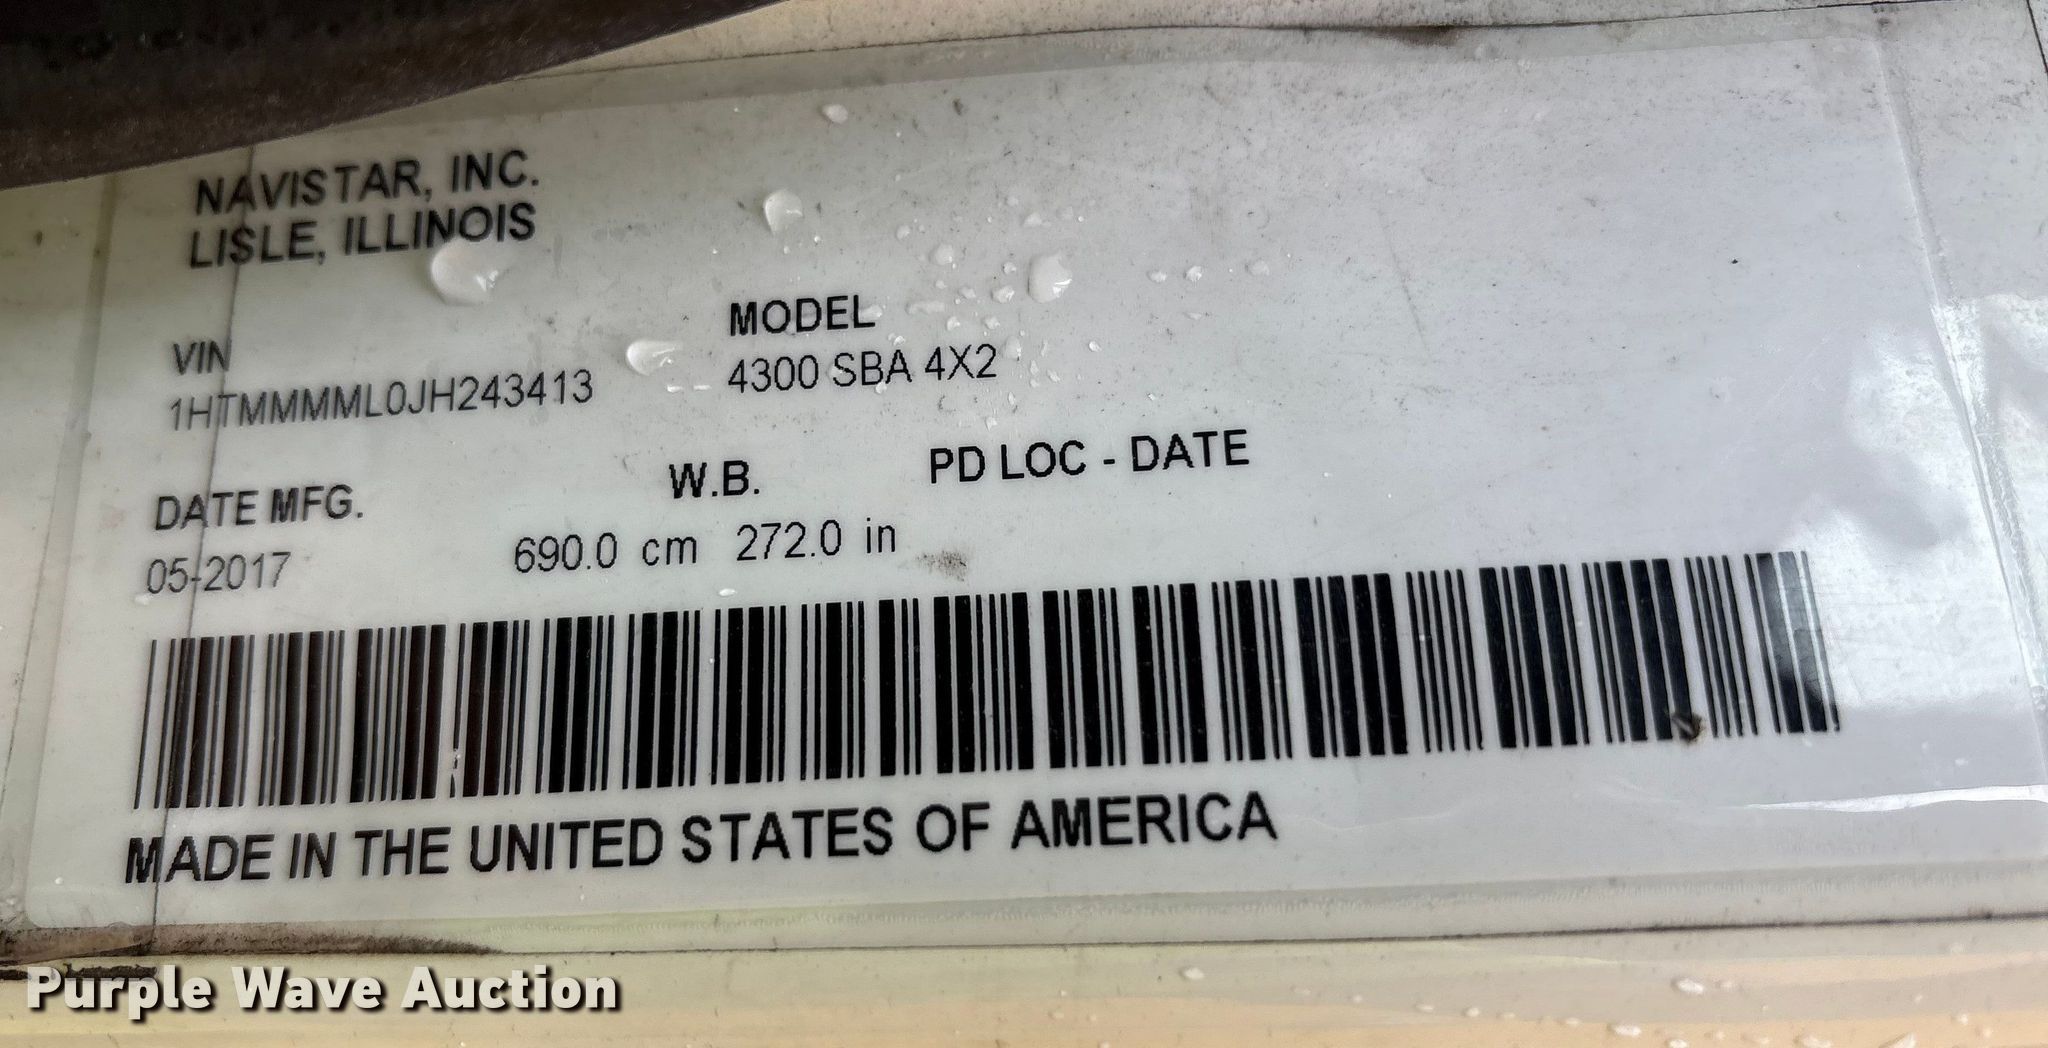 NAVISTAR, INC.
LISLE, ILLINOIS
VIN
1HTMMMML0JH243413
MODEL
4300 SBA 4X2
DATE MFG.
05-2017
W.B.
690.0 cm 272.0 in
PD LOC - DATE
MADE IN THE UNITED STATES OF AMERICA
Purple Wave Auction